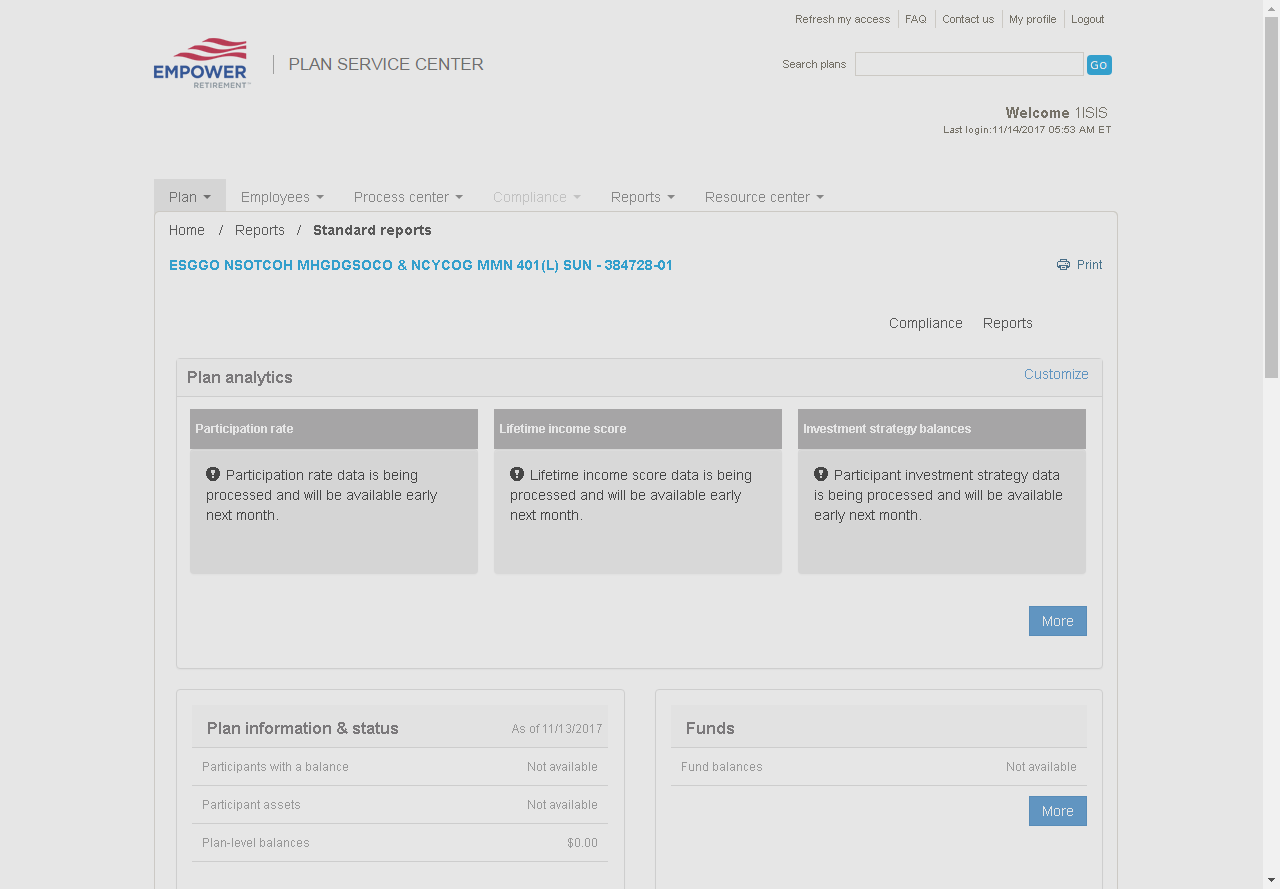 Refresh my access FAQ Contact us My profile Logout
EMPOWER
RETIREMENT™
PLAN SERVICE CENTER
Search plans Go
Welcome 1ISIS
Last login:11/14/2017 05:53 AM ET
Plan Employees Process center Compliance Reports Resource center
Home / Reports / Standard reports
ESGGO NSOTCOH MHGDGSOCO & NCYCOG MMN 401(L) SUN - 384728-01
Print
Compliance Reports
Plan analytics
Customize
Participation rate
Participation rate data is being
processed and will be available early
next month.
Lifetime income score
Lifetime income score data is being
processed and will be available early
next month.
Investment strategy balances
Participant investment strategy data
is being processed and will be available
early next month.
More
Plan information & status As of 11/13/2017
Participants with a balance Not available
Participant assets Not available
Plan-level balances $0.00
Funds
Fund balances Not available
More